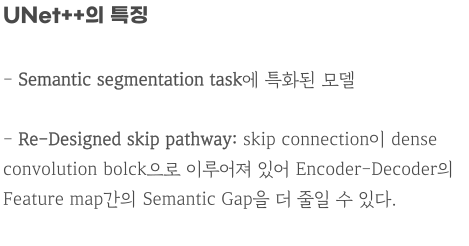 UNet++의 특징
- Semantic segmentation task에 특화된 모델
- Re-Designed skip pathway: skip connection이 dense
convolution bolck으로 이루어져 있어 Encoder-Decoder의
Feature map간의 Semantic Gap을 더 줄일 수 있다.